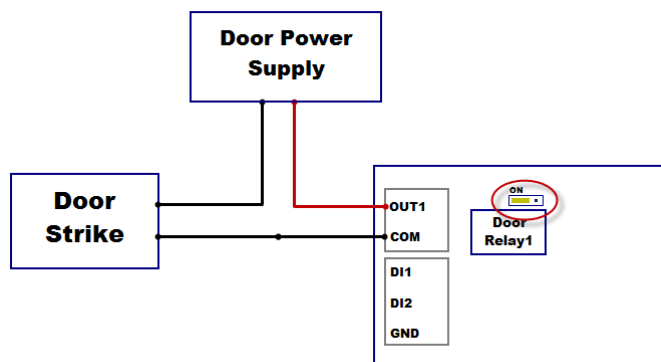 Door Power
Supply
Door
Strike
OUT1
COM
ON
Door
Relay1
DI1
DI2
GND